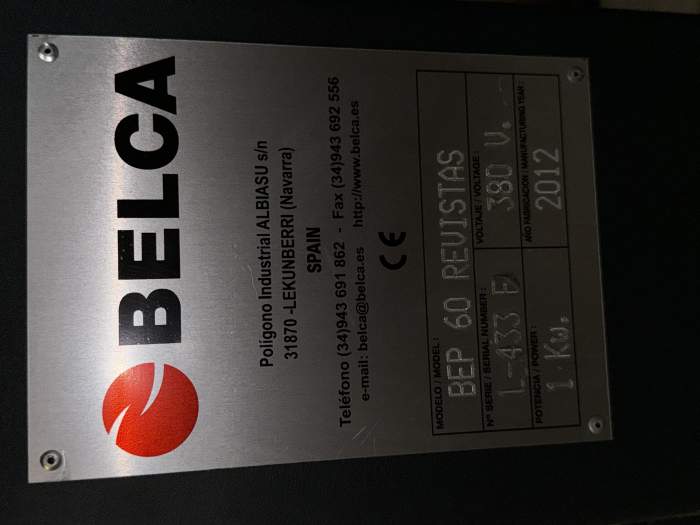 BELCA
Polígono Industrial ALBIASU s/n
31870 -LEKUNBERRI (Navarra)
SPAIN
Teléfono (34)943 691 862 - Fax (34)943 692 556
e-mail: belca@belca.es http://www.belca.es
CE
MODELO / MODEL :
BEP 60 REVISTAS
Nº SERIE / SERIAL NUMBER : VOLTAJE / VOLTAGE :
L-433 E 380 V.
POTENCIA / POWER : AÑO FABRICACION / MANUFACTURING YEAR :
1 Kw. 2012